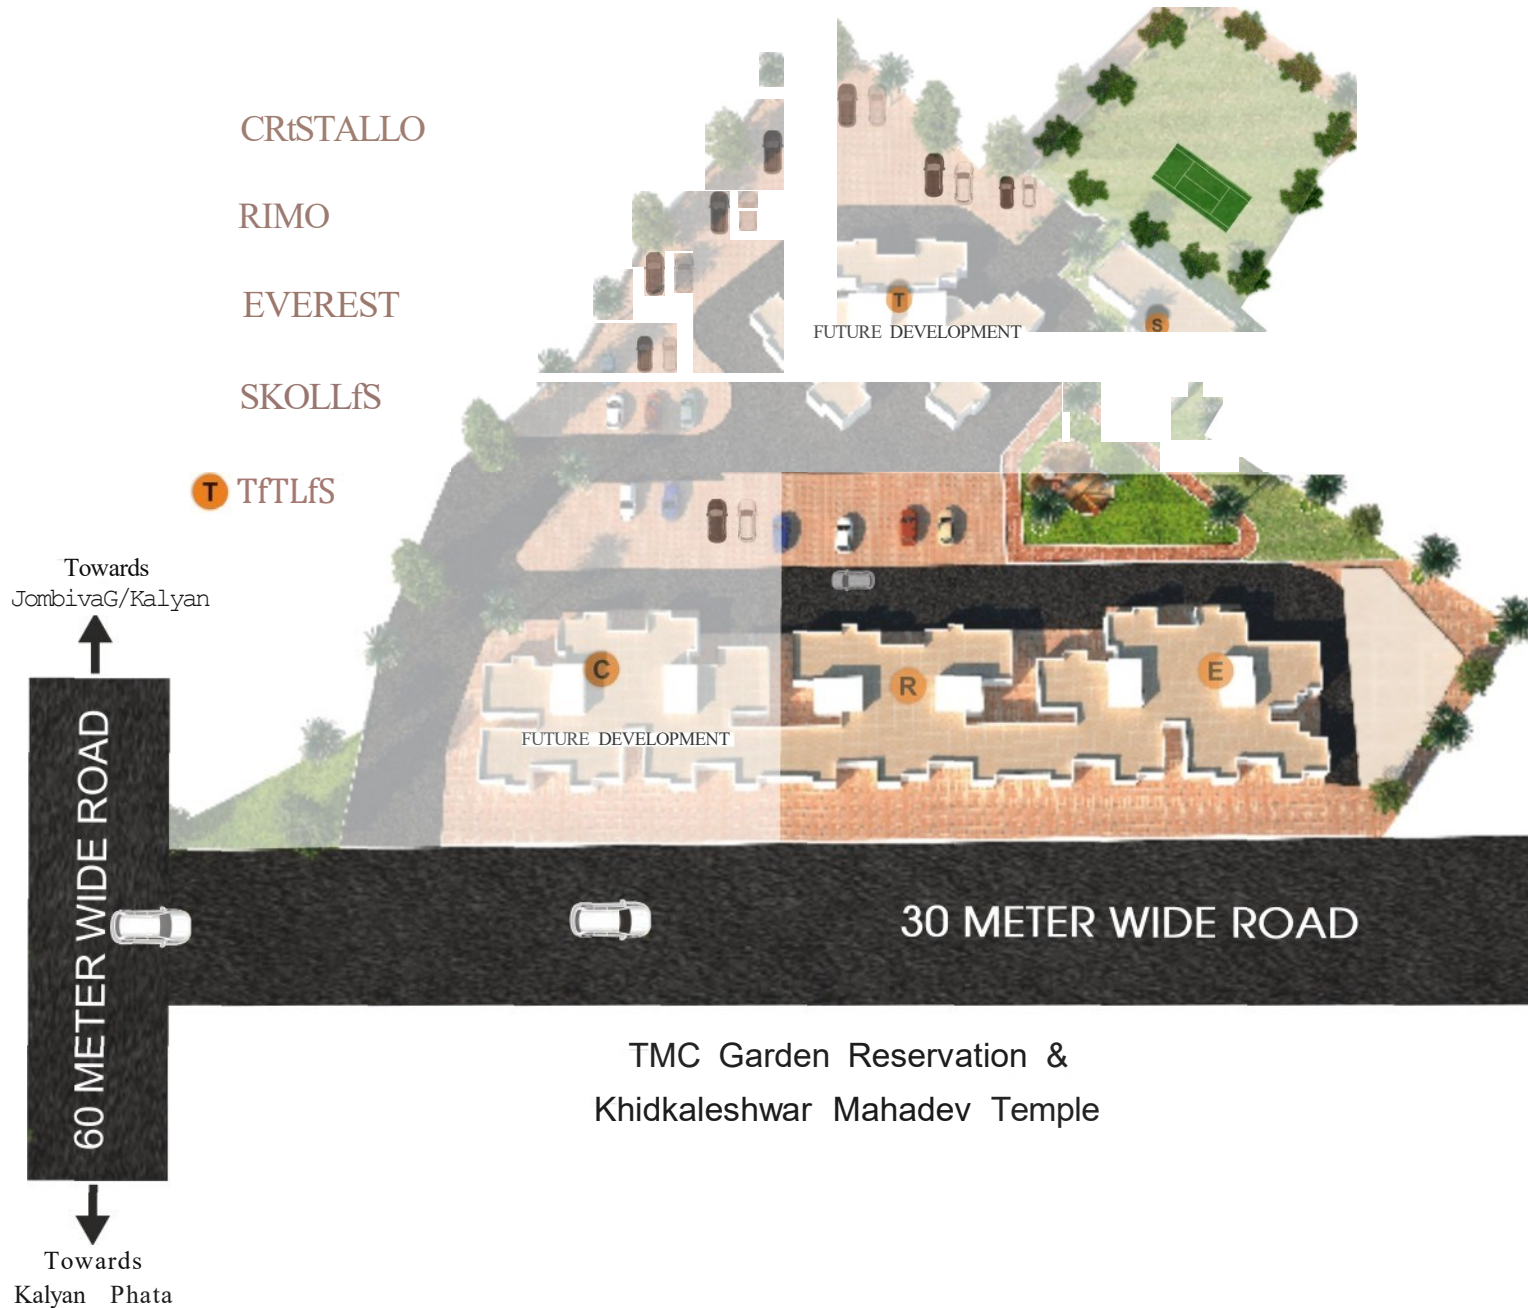 CRtSTALLO
RIMO
EVEREST
SKOLLfS
T TfTLfS
T
FUTURE DEVELOPMENT
S
C
R
E
FUTURE DEVELOPMENT
Towards
JombivaG/Kalyan
60 METER WIDE ROAD
30 METER WIDE ROAD
TMC Garden Reservation &
Khidkaleshwar Mahadev Temple
Towards
Kalyan Phata